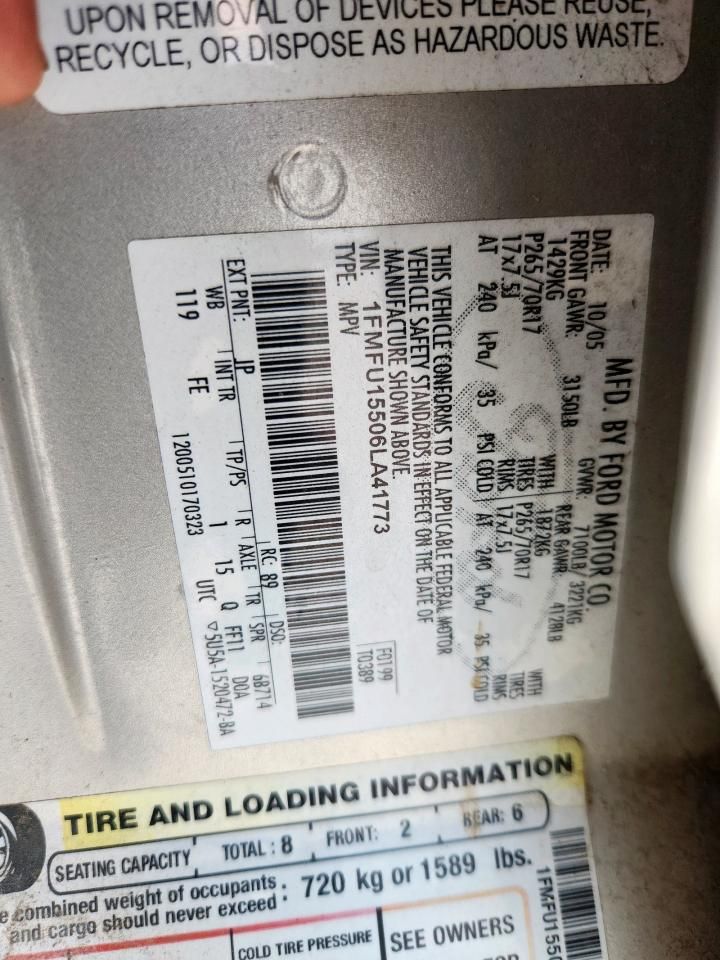 UPON REMOVAL OF DEVICES PLEASE REUSE,
RECYCLE, OR DISPOSE AS HAZARDOUS WASTE.
MFD. BY FORD MOTOR CO.
DATE: 10/05 GVWR: 7100LB/ 3221KG
FRONT GAWR: 3150LB REAR GAWR: 4128LB
1429KG WITH 1872KG WITH
P265/70R17 TIRES P265/70R17 TIRES
17x7.5J RIMS 17x7.5J RIMS
AT 240 kPa/ 35 PSI COLD AT 240 kPa/ 35 PSI COLD
THIS VEHICLE CONFORMS TO ALL APPLICABLE FEDERAL MOTOR
VEHICLE SAFETY STANDARDS IN EFFECT ON THE DATE OF
MANUFACTURE SHOWN ABOVE.
VIN: 1FMFU15506LA41773
TYPE: MPV
F0199
T0389
EXT PNT: JP RC: 89 DSO:
WB INT TR TP/PS R AXLE TR SPR 68714
119 FE 1 15 Q FF11 DOA
1200510170323 UTC ▽5U5A-1520472-BA
TIRE AND LOADING INFORMATION
SEATING CAPACITY TOTAL : 8 FRONT: 2 REAR: 6
e combined weight of occupants : 720 kg or 1589 lbs.
and cargo should never exceed :
COLD TIRE PRESSURE SEE OWNERS
1FMFU1550